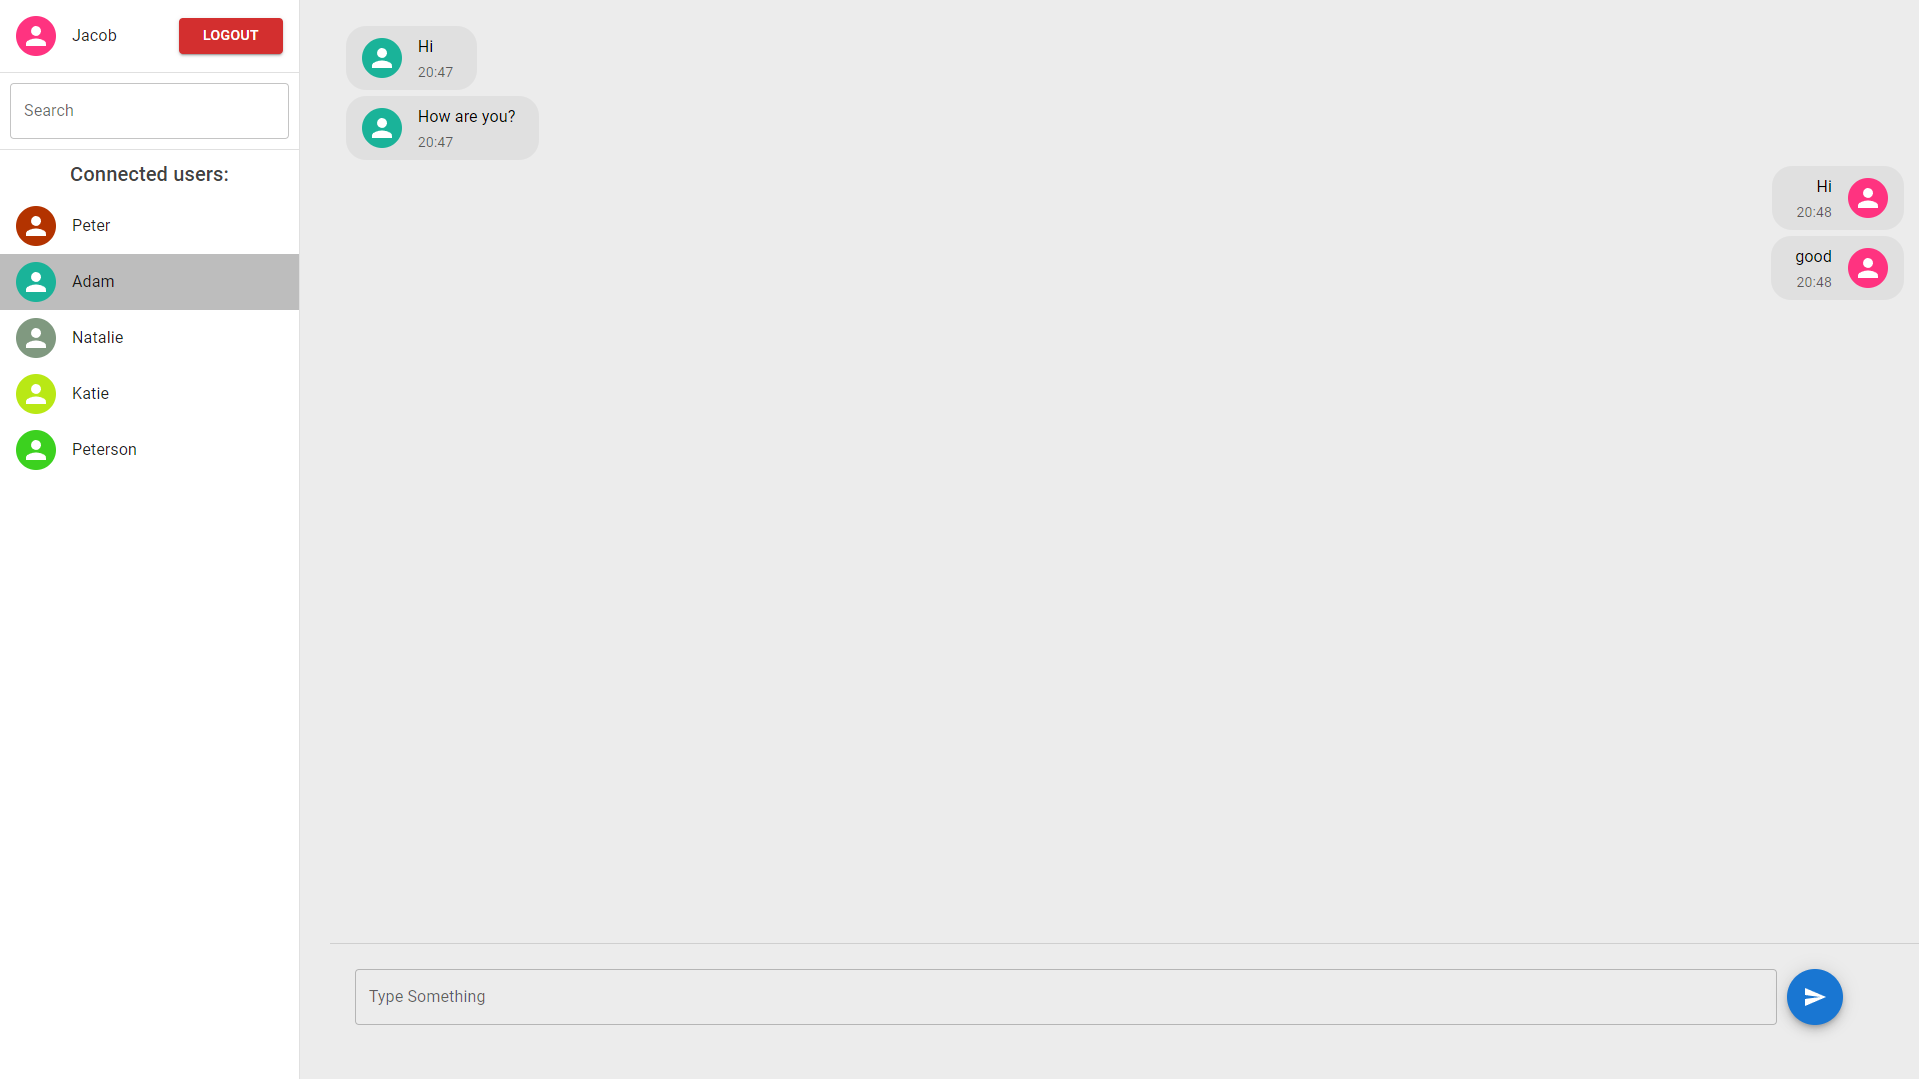 Jacob
LOGOUT
Search
Connected users:
Peter
Adam
Natalie
Katie
Peterson
Hi
20:47
How are you?
20:47
Hi
20:48
good
20:48
Type Something